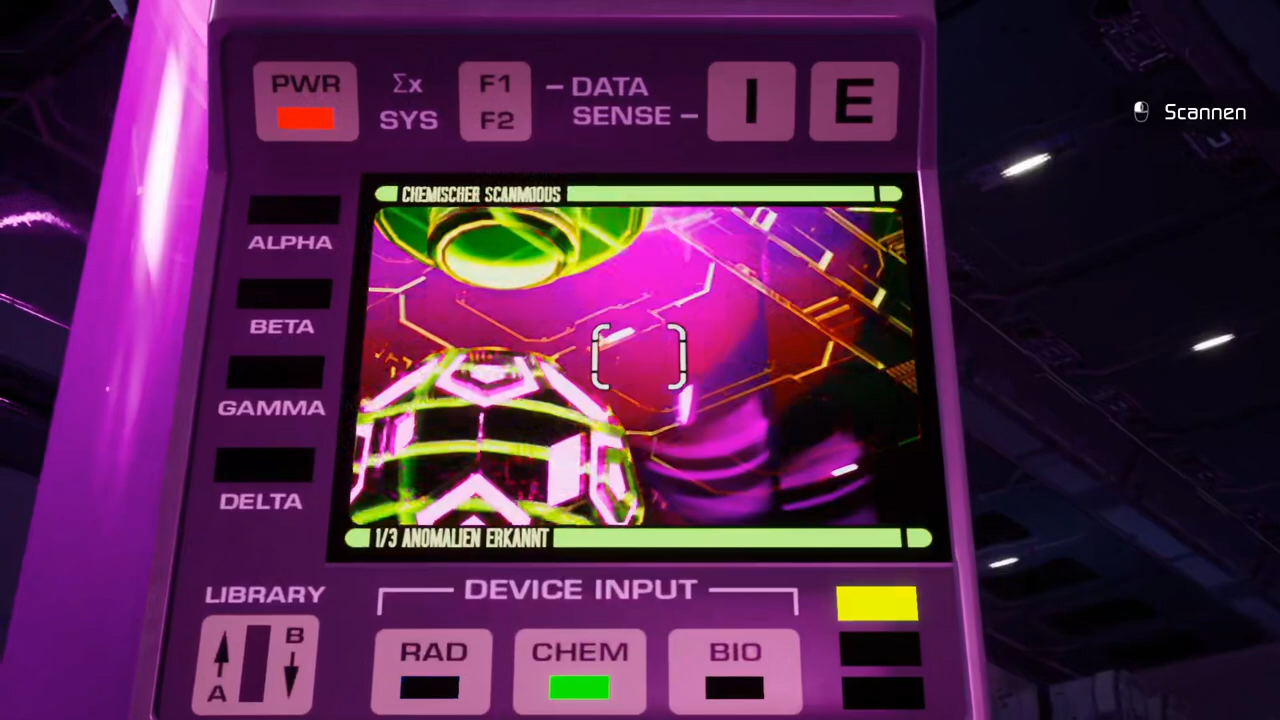 PWR
Σx
SYS
F1
F2
DATA
SENSE
I
E
Scannen
CHEMISCHER SCANMODUS
ALPHA
BETA
GAMMA
DELTA
1/3 ANOMALIEN ERKANNT
LIBRARY
A
B
DEVICE INPUT
RAD
CHEM
BIO